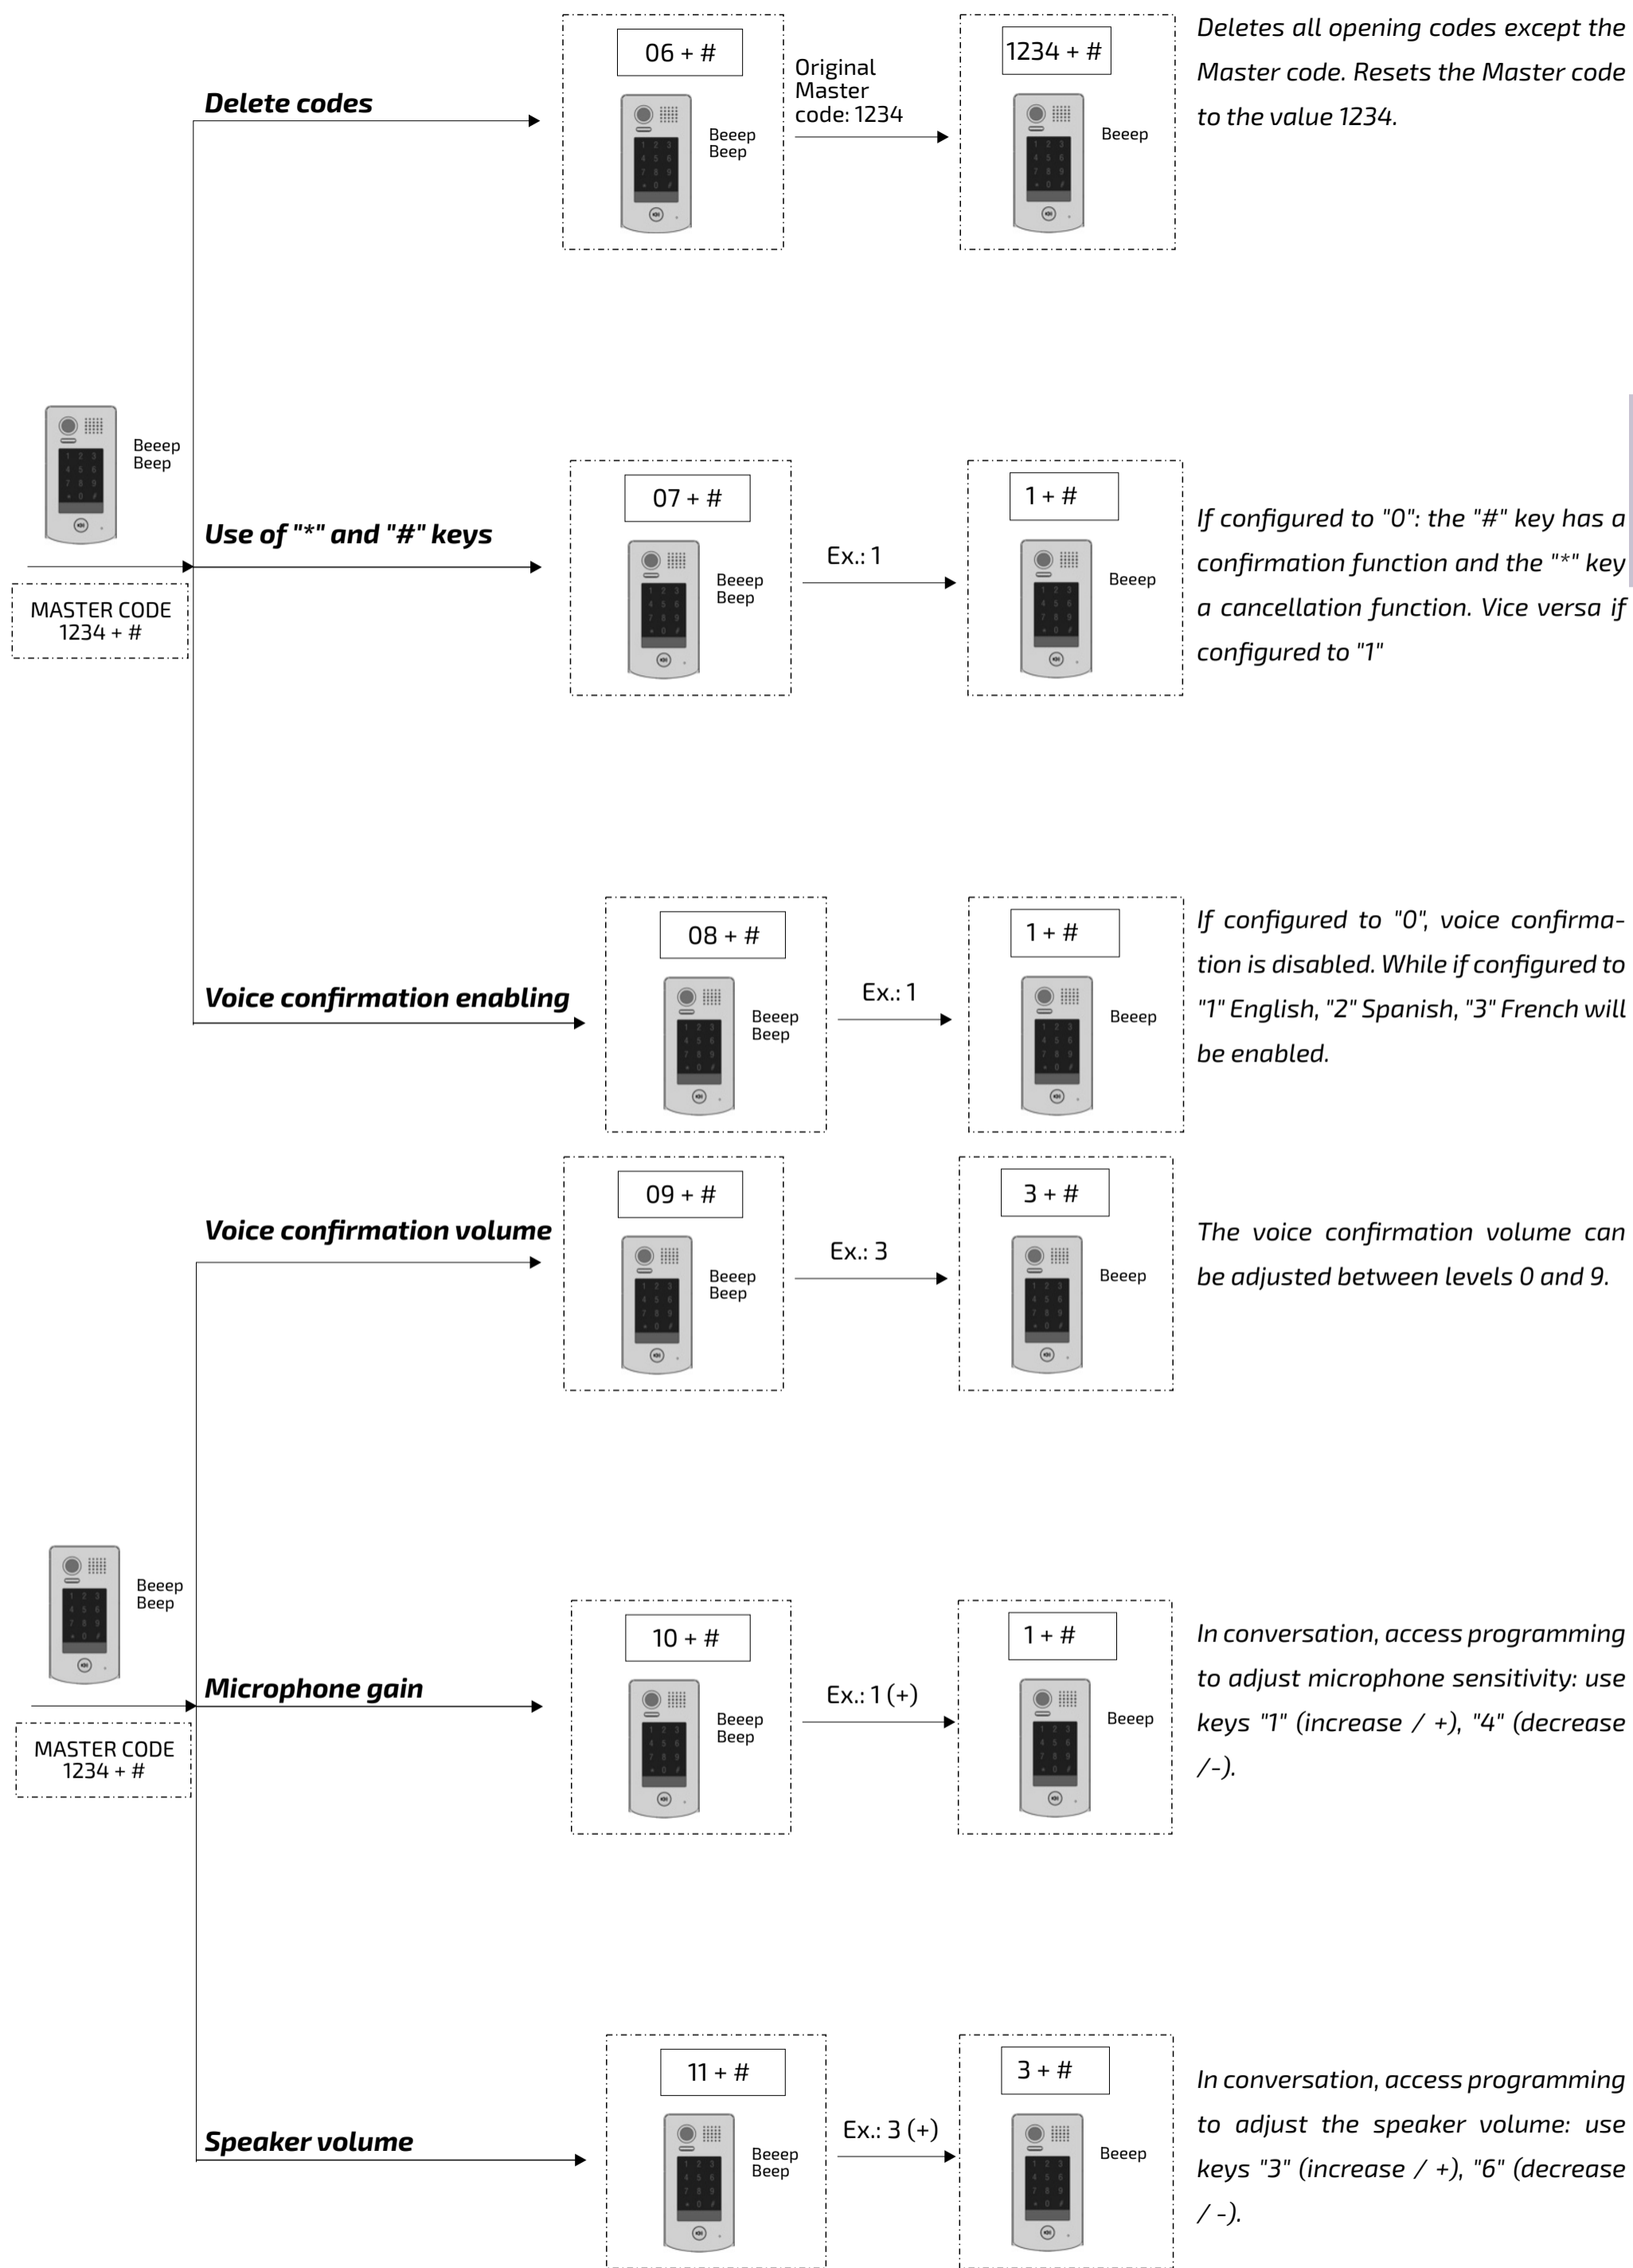 Delete codes
06 + #
Beeep
Beep
Original
Master
code: 1234
1234 + #
Beeep
Deletes all opening codes except the
Master code. Resets the Master code
to the value 1234.
Beeep
Beep
MASTER CODE
1234 + #
Use of "*" and "#" keys
07 + #
Beeep
Beep
Ex.: 1
1 + #
Beeep
If configured to "0": the "#" key has a
confirmation function and the "*" key
a cancellation function. Vice versa if
configured to "1"
Voice confirmation enabling
08 + #
Beeep
Beep
Ex.: 1
1 + #
Beeep
If configured to "0", voice confirma-
tion is disabled. While if configured to
"1" English, "2" Spanish, "3" French will
be enabled.
Voice confirmation volume
09 + #
Beeep
Beep
Ex.: 3
3 + #
Beeep
The voice confirmation volume can
be adjusted between levels 0 and 9.
Beeep
Beep
MASTER CODE
1234 + #
Microphone gain
10 + #
Beeep
Beep
Ex.: 1 (+)
1 + #
Beeep
In conversation, access programming
to adjust microphone sensitivity: use
keys "1" (increase / +), "4" (decrease
/-).
Speaker volume
11 + #
Beeep
Beep
Ex.: 3 (+)
3 + #
Beeep
In conversation, access programming
to adjust the speaker volume: use
keys "3" (increase / +), "6" (decrease
/ -).